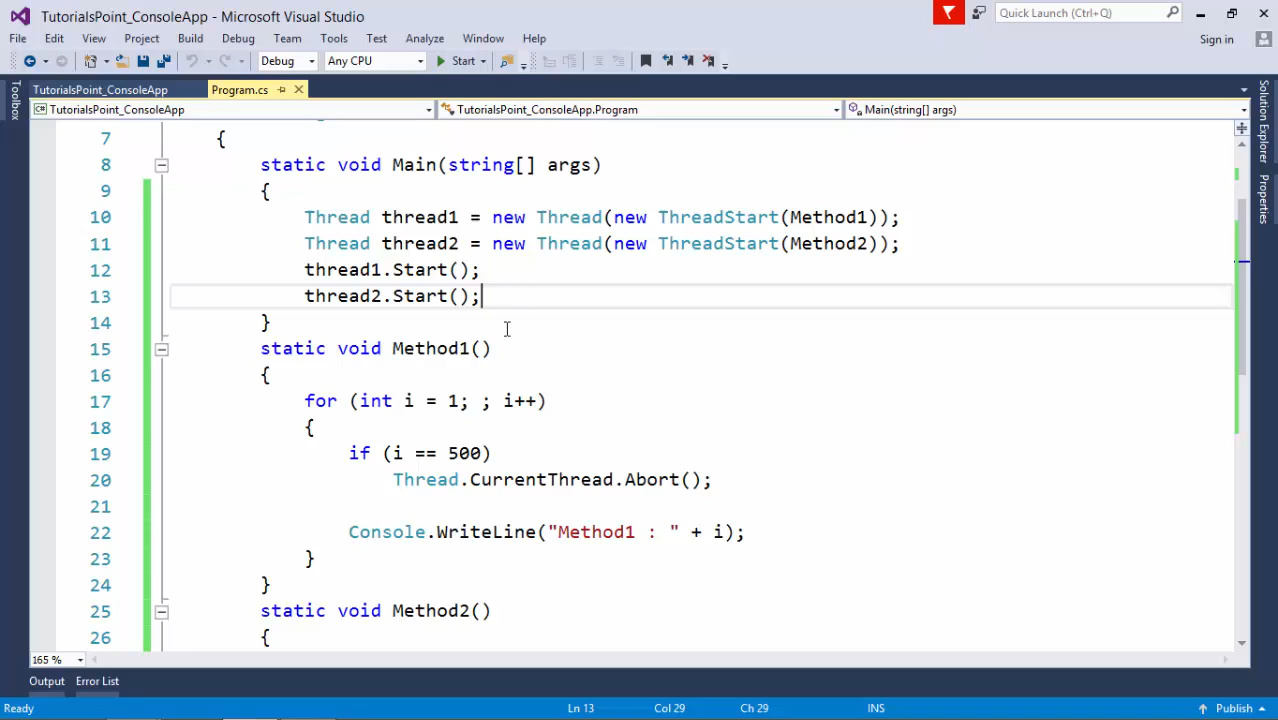 TutorialsPoint_ConsoleApp - Microsoft Visual Studio
Quick Launch (Ctrl+Q)
File Edit View Project Build Debug Team Tools Test Analyze Window Help
Sign in
Debug Any CPU Start
Toolbox
TutorialsPoint_ConsoleApp Program.cs
TutorialsPoint_ConsoleApp TutorialsPoint_ConsoleApp.Program Main(string[] args)
Solution Explorer
Properties
7 {
8 static void Main(string[] args)
9 {
10 Thread thread1 = new Thread(new ThreadStart(Method1));
11 Thread thread2 = new Thread(new ThreadStart(Method2));
12 thread1.Start();
13 thread2.Start();
14 }
15 static void Method1()
16 {
17 for (int i = 1; ; i++)
18 {
19 if (i == 500)
20 Thread.CurrentThread.Abort();
21
22 Console.WriteLine("Method1 : " + i);
23 }
24 }
25 static void Method2()
26 {
165 %
Output Error List
Ready Ln 13 Col 29 Ch 29 INS Publish